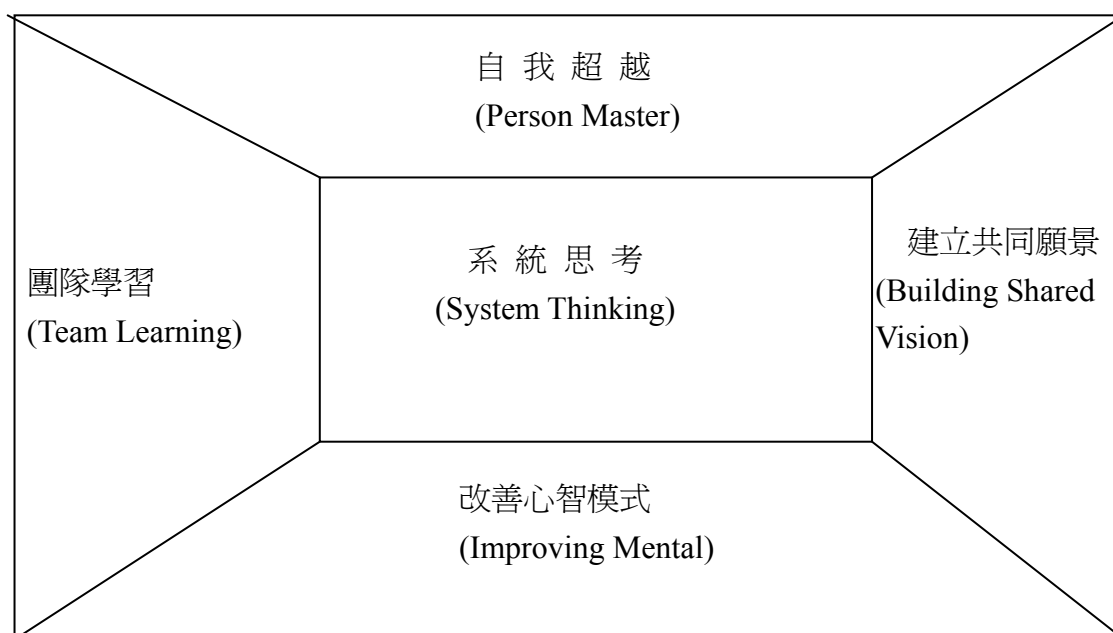 自 我 超 越
(Person Master)
團隊學習
(Team Learning)
系 統 思 考
(System Thinking)
建立共同願景
(Building Shared
Vision)
改善心智模式
(Improving Mental)